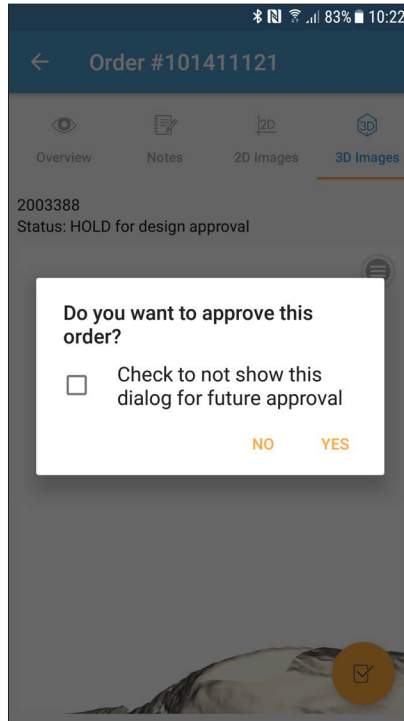 83% 10:22
Order #101411121
2D
3D
Overview Notes 2D Images 3D Images
2003388
Status: HOLD for design approval
Do you want to approve this
order?
Check to not show this
dialog for future approval
NO YES